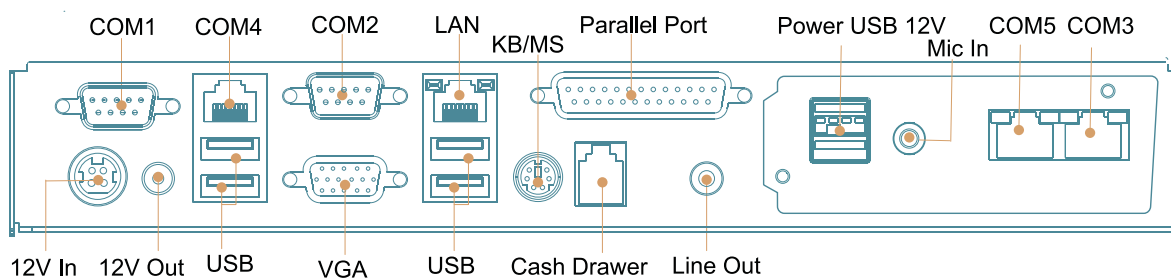 COM1
COM4
COM2
LAN
KB/MS
Parallel Port
Power USB 12V
Mic In
COM5
COM3
12V In
12V Out
USB
VGA
USB
Cash Drawer
Line Out